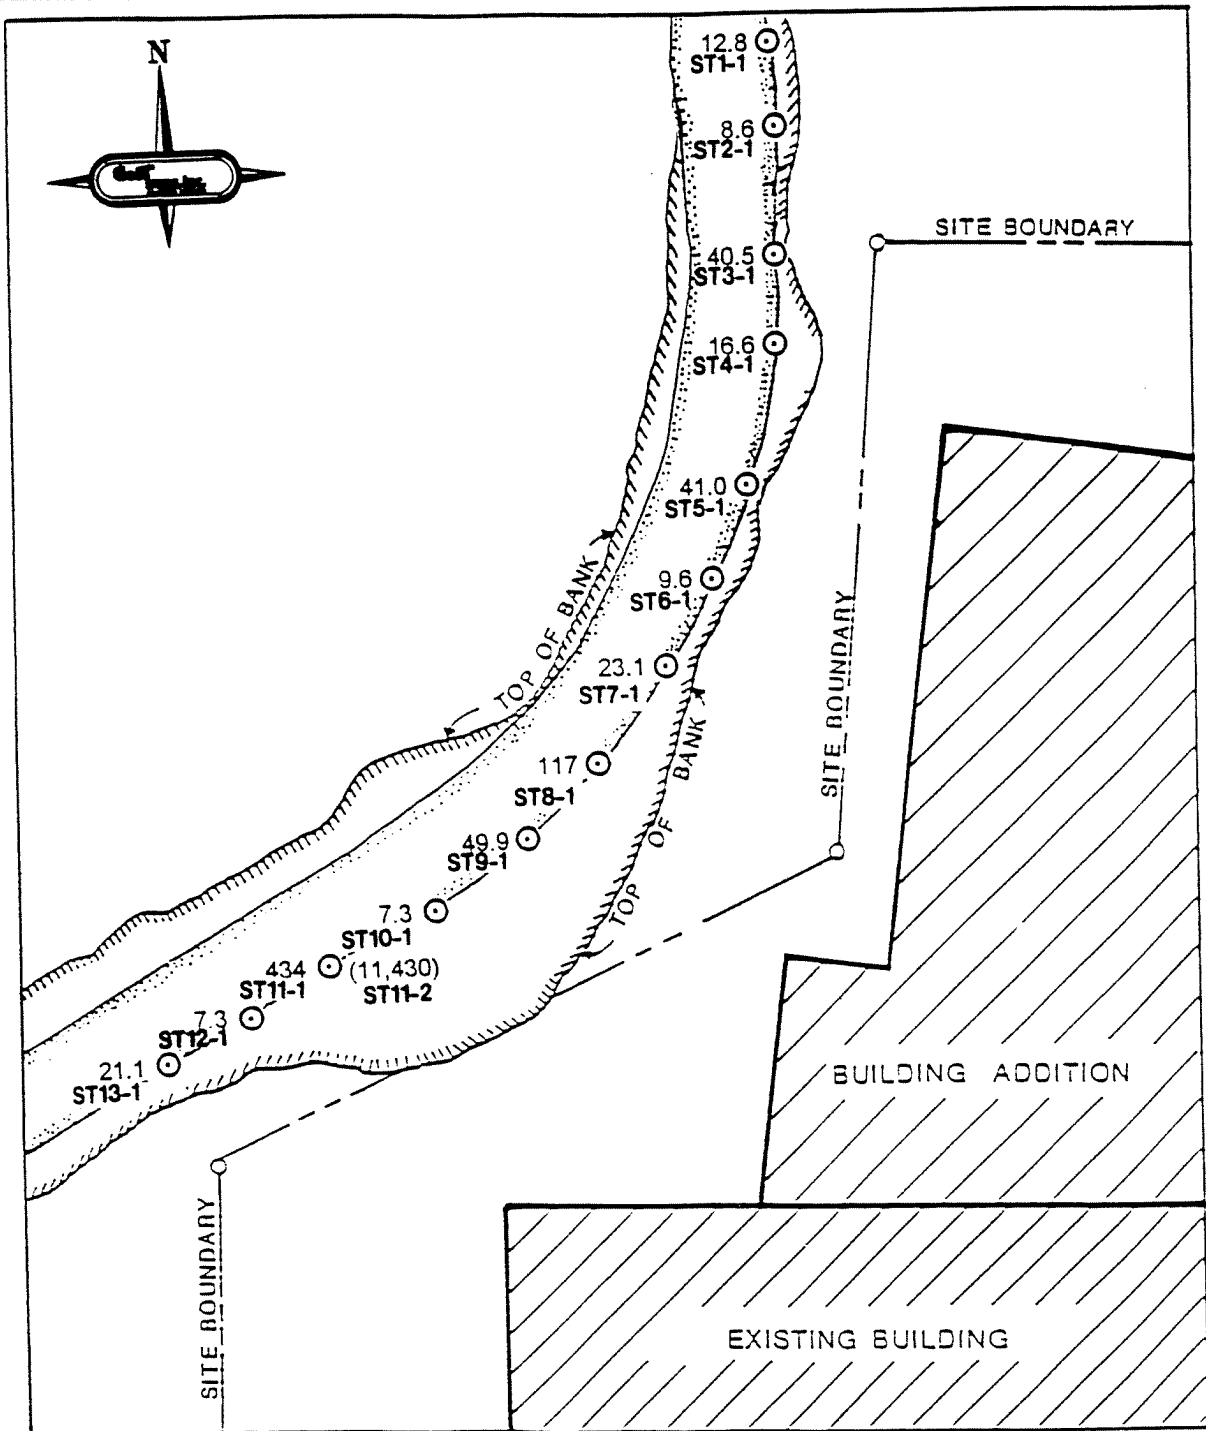 N
12.8
ST1-1
8.6
ST2-1
SITE BOUNDARY
40.5
ST3-1
16.6
ST4-1
41.0
ST5-1
9.6
ST6-1
TOP OF BANK
23.1
ST7-1
SITE BOUNDARY
117
ST8-1
TOP OF BANK
49.9
ST9-1
7.3
ST10-1
434
ST11-1
(11,430)
ST11-2
7.3
ST12-1
21.1
ST13-1
BUILDING ADDITION
SITE BOUNDARY
EXISTING BUILDING